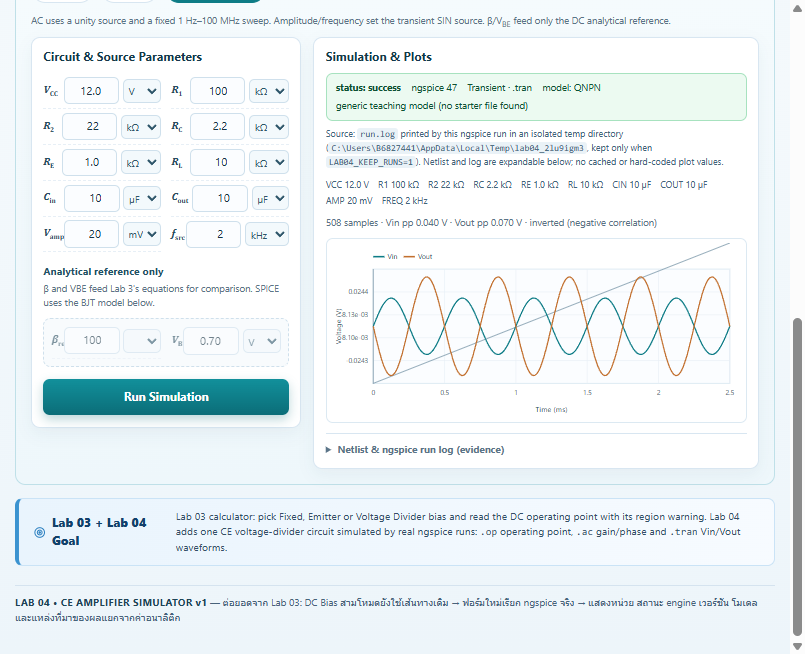 AC uses a unity source and a fixed 1 Hz–100 MHz sweep. Amplitude/frequency set the transient SIN source. β/VBE feed only the DC analytical reference.
Circuit & Source Parameters
VCC 12.0 V R1 100 kΩ
R2 22 kΩ RC 2.2 kΩ
RE 1.0 kΩ RL 10 kΩ
Cin 10 µF Cout 10 µF
Vamp 20 mV fsrc 2 kHz
Analytical reference only
β and VBE feed Lab 3's equations for comparison. SPICE
uses the BJT model below.
100 0.70 V
Run Simulation
Simulation & Plots
status: success ngspice 47 Transient · .tran model: QNPN
generic teaching model (no starter file found)
Source: run.log printed by this ngspice run in an isolated temp directory
(C:\Users\B6827441\AppData\Local\Temp\lab04_2lu9igm3, kept only when
LAB04_KEEP_RUNS=1). Netlist and log are expandable below; no cached or hard-coded plot values.
VCC 12.0 V R1 100 kΩ R2 22 kΩ RC 2.2 kΩ RE 1.0 kΩ RL 10 kΩ CIN 10 µF COUT 10 µF
AMP 20 mV FREQ 2 kHz
508 samples · Vin pp 0.040 V · Vout pp 0.070 V · inverted (negative correlation)
Vin Vout
Voltage (V)
0.0244
8.13e-03
8.10e-03
-0.0243
0 0.5 1 1.5 2 2.5
Time (ms)
▶ Netlist & ngspice run log (evidence)
Lab 03 + Lab 04
Goal
Lab 03 calculator: pick Fixed, Emitter or Voltage Divider bias and read the DC operating point with its region warning. Lab 04
adds one CE voltage-divider circuit simulated by real ngspice runs: .op operating point, .ac gain/phase and .tran Vin/Vout
waveforms.
LAB 04 • CE AMPLIFIER SIMULATOR v1 — ต่อยอดจาก Lab 03: DC Bias สามโหมดยังใช้เส้นทางเดิม → ฟอร์มใหม่เรียก ngspice จริง → แสดงหน่วย สถานะ engine เวอร์ชัน โมเดล
และแหล่งที่มาของผลแยกจากค่าอนาลิติก